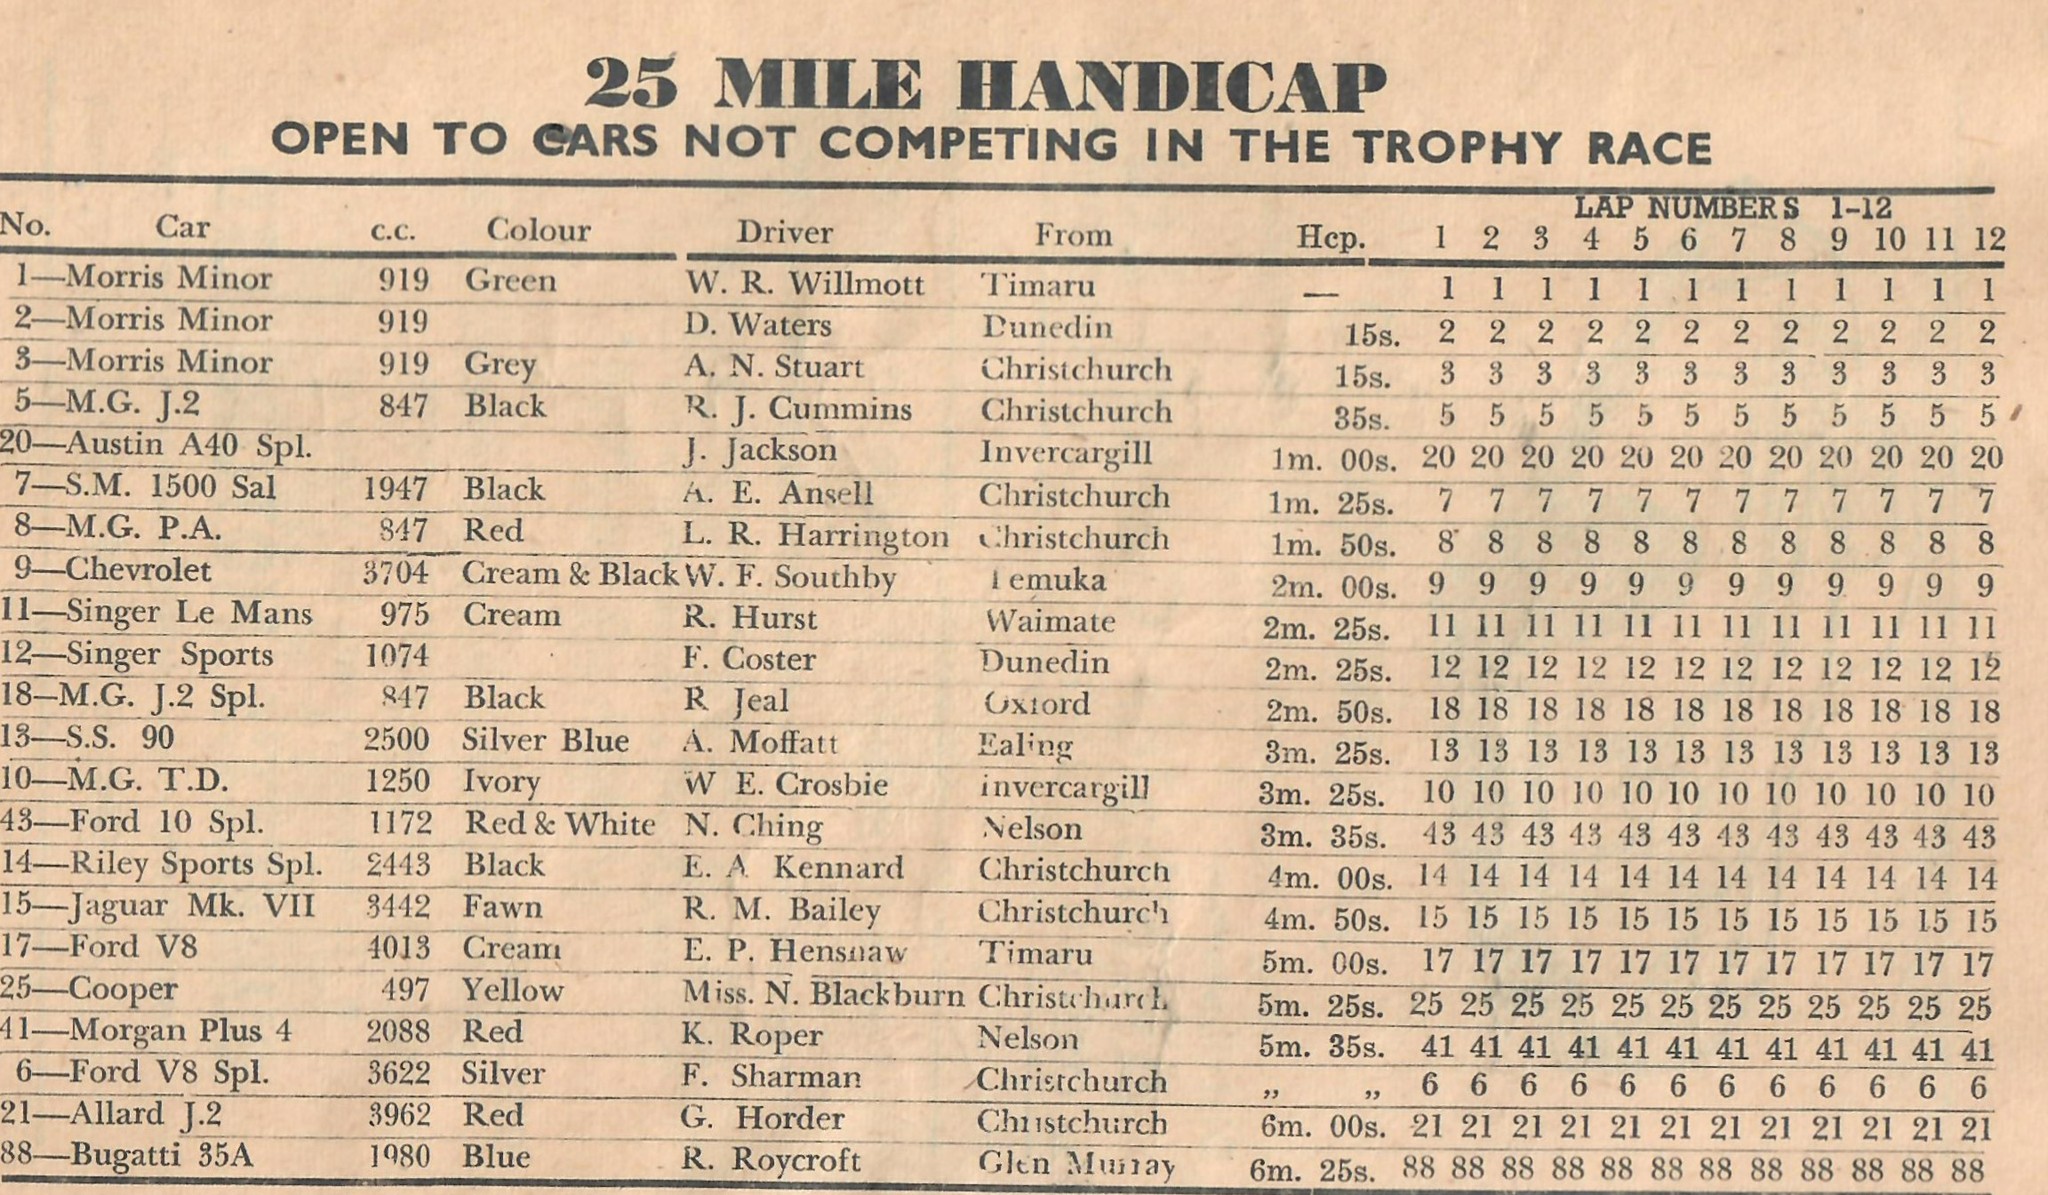 25 MILE HANDICAP
OPEN TO CARS NOT COMPETING IN THE TROPHY RACE
LAP NUMBERS 1-12
No. Car c.c. Colour Driver From Hcp. 1 2 3 4 5 6 7 8 9 10 11 12
1—Morris Minor 919 Green W. R. Willmott Timaru — 1 1 1 1 1 1 1 1 1 1 1 1
2—Morris Minor 919 D. Waters Dunedin 15s. 2 2 2 2 2 2 2 2 2 2 2 2
3—Morris Minor 919 Grey A. N. Stuart Christchurch 15s. 3 3 3 3 3 3 3 3 3 3 3 3
5—M.G. J.2 847 Black R. J. Cummins Christchurch 35s. 5 5 5 5 5 5 5 5 5 5 5 5
20—Austin A40 Spl. J. Jackson Invercargill 1m. 00s. 20 20 20 20 20 20 20 20 20 20 20 20
7—S.M. 1500 Sal 1947 Black A. E. Ansell Christchurch 1m. 25s. 7 7 7 7 7 7 7 7 7 7 7 7
8—M.G. P.A. 847 Red L. R. Harrington Christchurch 1m. 50s. 8 8 8 8 8 8 8 8 8 8 8 8
9—Chevrolet 3704 Cream & Black W. F. Southby Temuka 2m. 00s. 9 9 9 9 9 9 9 9 9 9 9 9
11—Singer Le Mans 975 Cream R. Hurst Waimate 2m. 25s. 11 11 11 11 11 11 11 11 11 11 11 11
12—Singer Sports 1074 F. Coster Dunedin 2m. 25s. 12 12 12 12 12 12 12 12 12 12 12 12
18—M.G. J.2 Spl. 847 Black R Jeal Oxford 2m. 50s. 18 18 18 18 18 18 18 18 18 18 18 18
13—S.S. 90 2500 Silver Blue A. Moffatt Ealing 3m. 25s. 13 13 13 13 13 13 13 13 13 13 13 13
10—M.G. T.D. 1250 Ivory W E. Crosbie invercargill 3m. 25s. 10 10 10 10 10 10 10 10 10 10 10 10
43—Ford 10 Spl. 1172 Red & White N. Ching Nelson 3m. 35s. 43 43 43 43 43 43 43 43 43 43 43 43
14—Riley Sports Spl. 2443 Black E. A Kennard Christchurch 4m. 00s. 14 14 14 14 14 14 14 14 14 14 14 14
15—Jaguar Mk. VII 3442 Fawn R. M. Bailey Christchurch 4m. 50s. 15 15 15 15 15 15 15 15 15 15 15 15
17—Ford V8 4013 Cream E. P. Henshaw Timaru 5m. 00s. 17 17 17 17 17 17 17 17 17 17 17 17
25—Cooper 497 Yellow Miss. N. Blackburn Christchurch 5m. 25s. 25 25 25 25 25 25 25 25 25 25 25 25
41—Morgan Plus 4 2088 Red K. Roper Nelson 5m. 35s. 41 41 41 41 41 41 41 41 41 41 41 41
6—Ford V8 Spl. 3622 Silver F. Sharman Christchurch „ „ 6 6 6 6 6 6 6 6 6 6 6 6
21—Allard J.2 3962 Red G. Horder Christchurch 6m. 00s. 21 21 21 21 21 21 21 21 21 21 21 21
88—Bugatti 35A 1980 Blue R. Roycroft Glen Murray 6m. 25s. 88 88 88 88 88 88 88 88 88 88 88 88